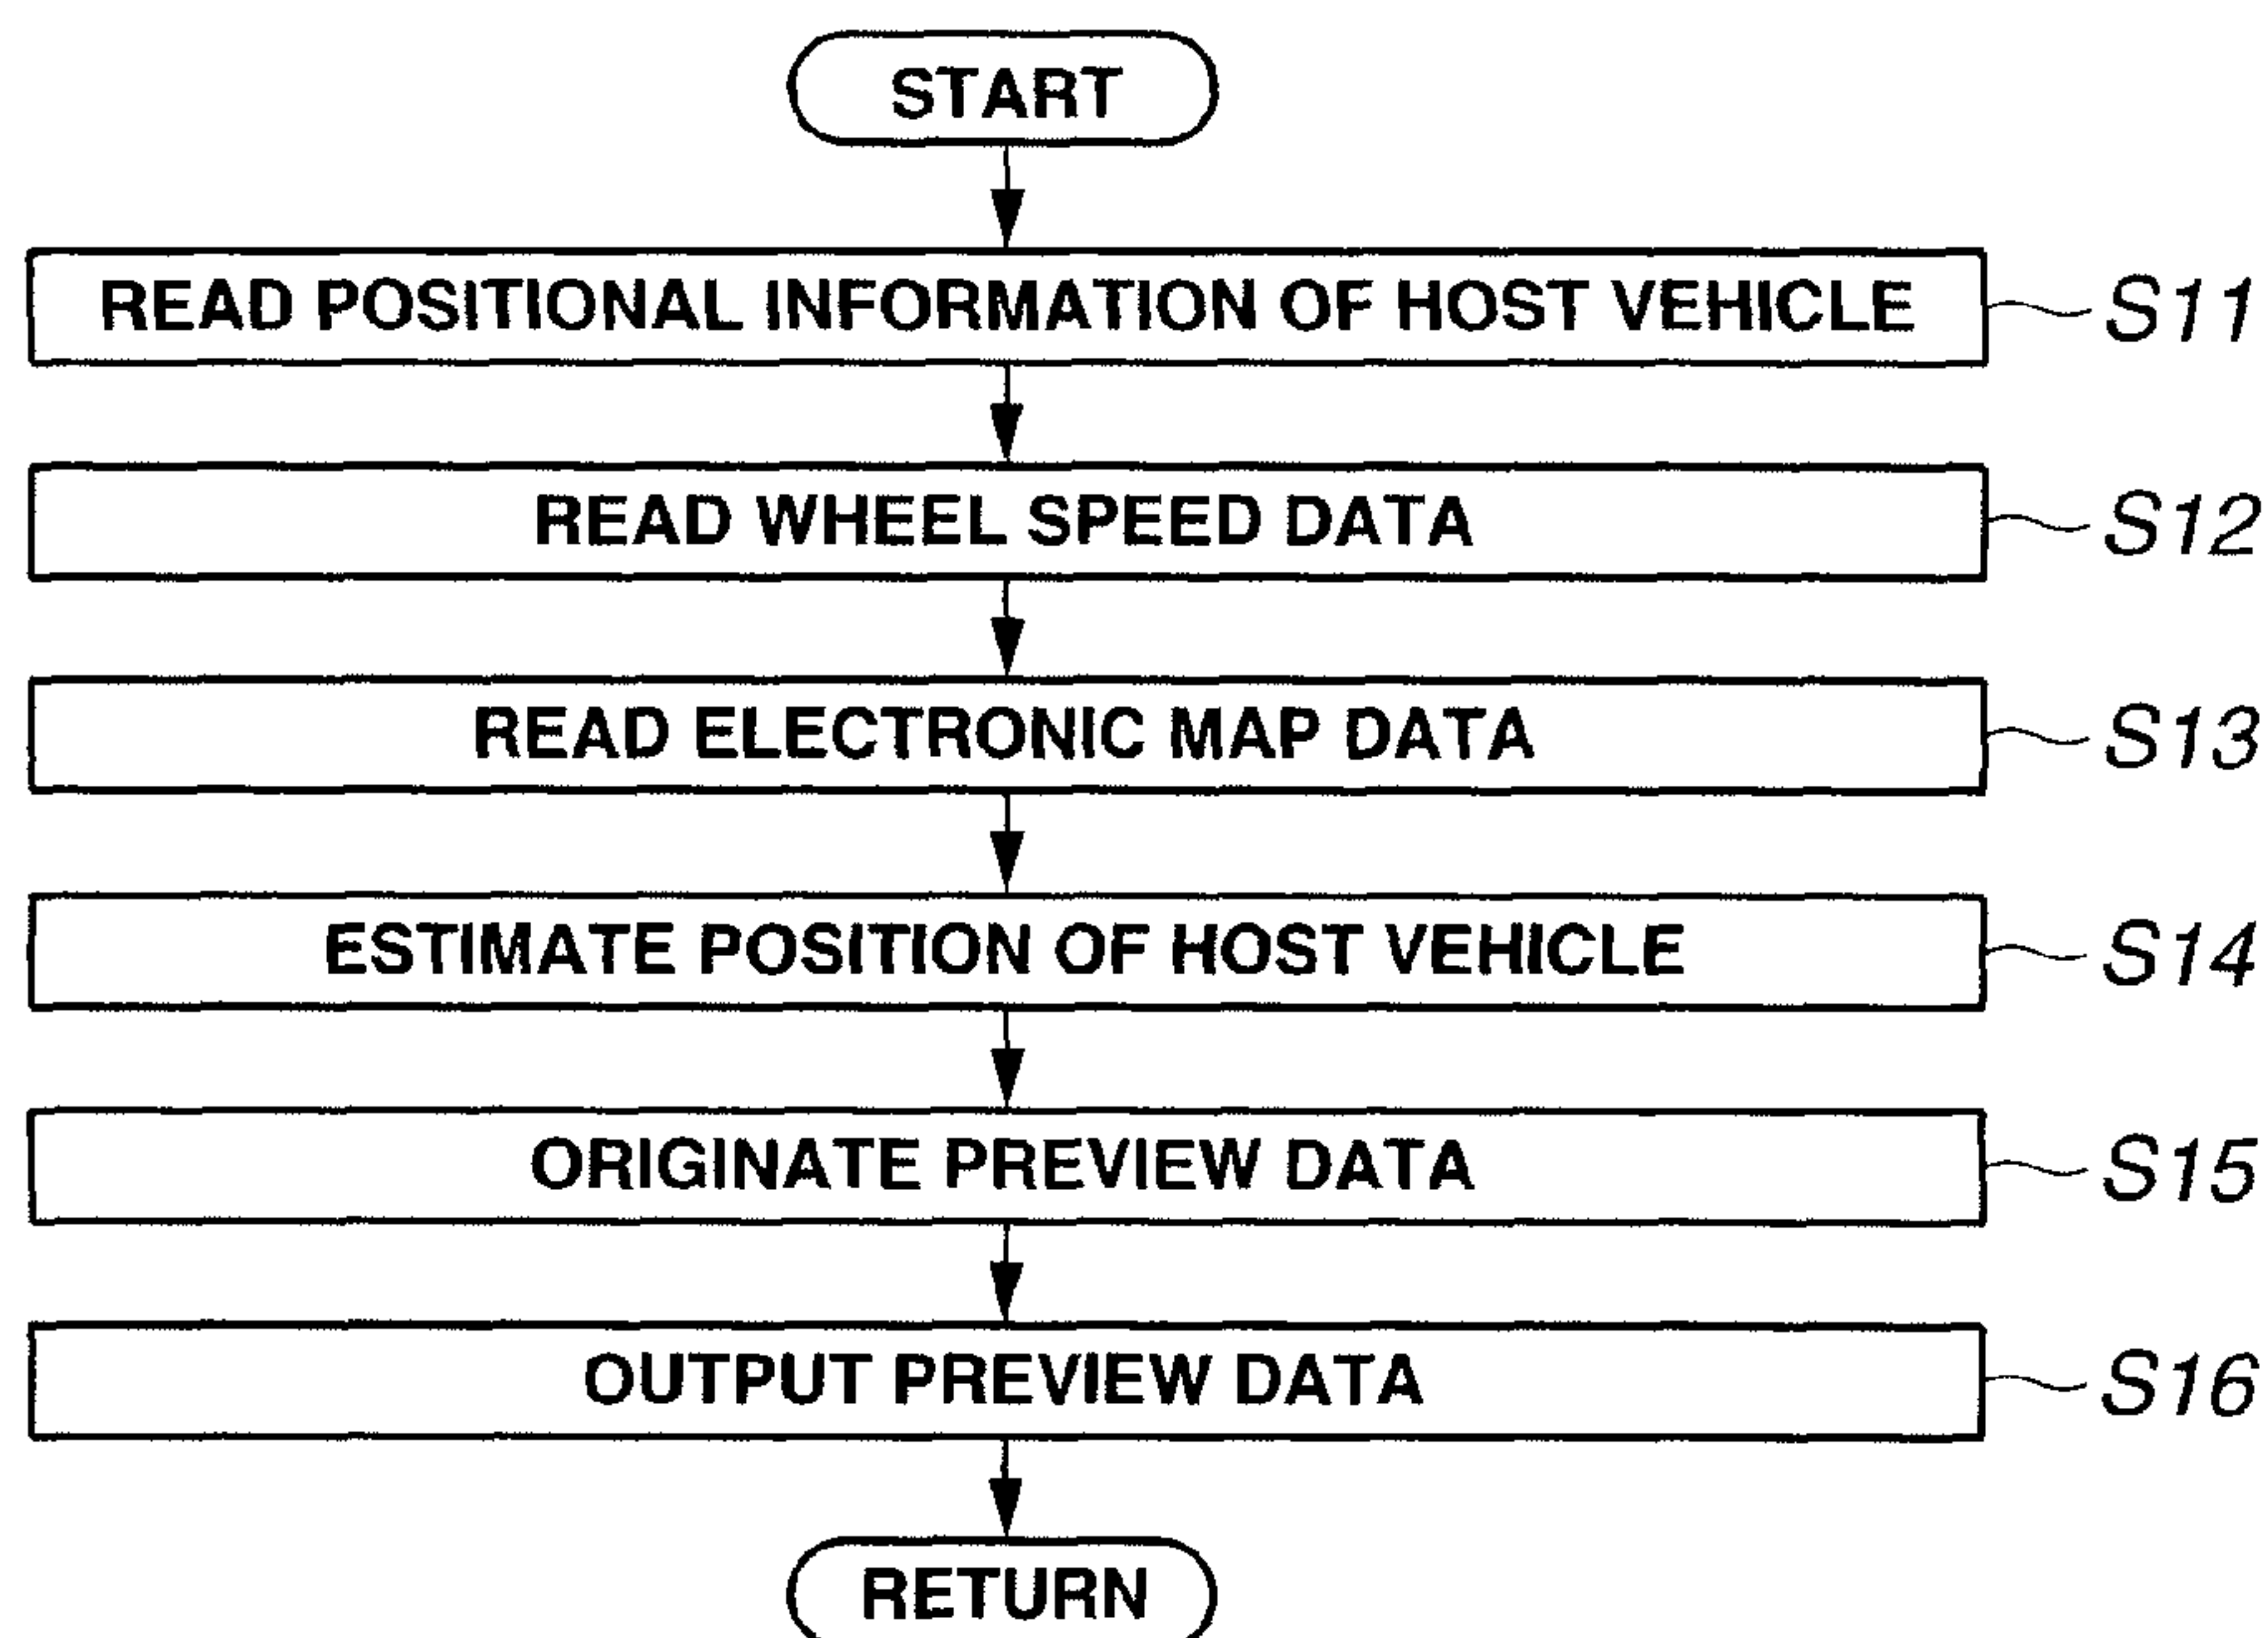 START
READ POSITIONAL INFORMATION OF HOST VEHICLE S11
READ WHEEL SPEED DATA S12
READ ELECTRONIC MAP DATA S13
ESTIMATE POSITION OF HOST VEHICLE S14
ORIGINATE PREVIEW DATA S15
OUTPUT PREVIEW DATA S16
RETURN